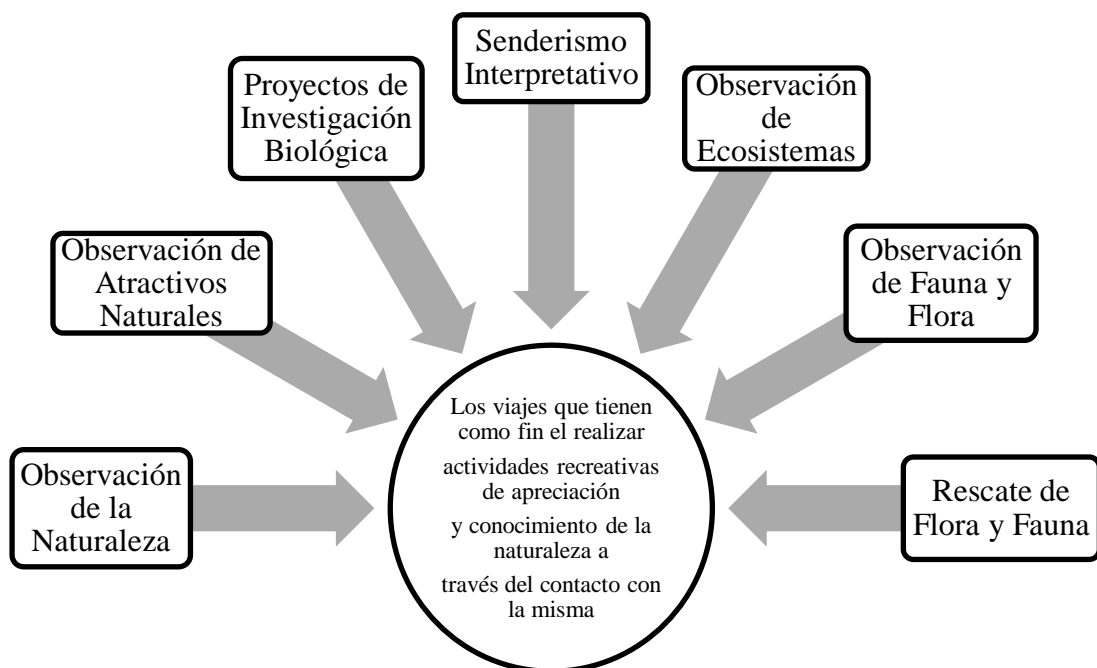 Senderismo
Interpretativo
Proyectos de
Investigación
Biológica
Observación
de
Ecosistemas
Observación de
Atractivos
Naturales
Observación
de Fauna y
Flora
Observación
de la
Naturaleza
Rescate de
Flora y Fauna
Los viajes que tienen
como fin el realizar
actividades recreativas
de apreciación
y conocimiento de la
naturaleza a
través del contacto con
la misma